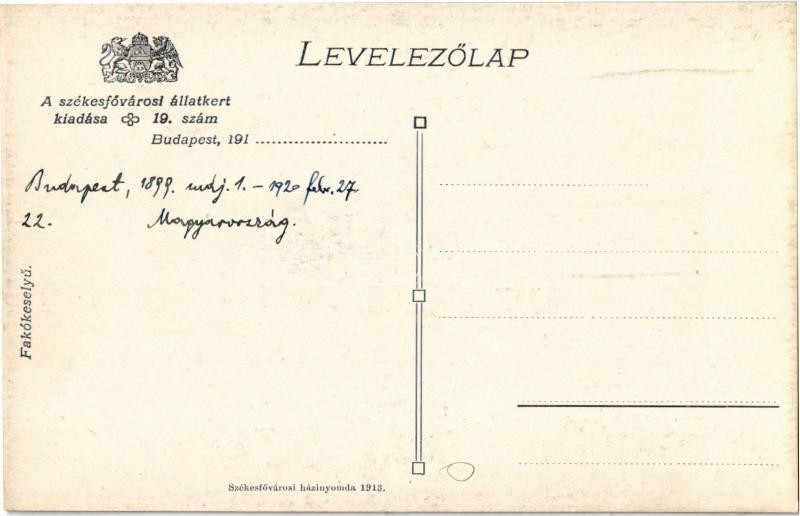 LEVELEZŐLAP
A székesfővárosi állatkert
kiadása 19. szám
Budapest, 191
Budapest, 1899. máj. 1. – 1920 febr. 27
22. Magyarország.
Fakókeselyű.
Székesfővárosi házinyomda 1913.